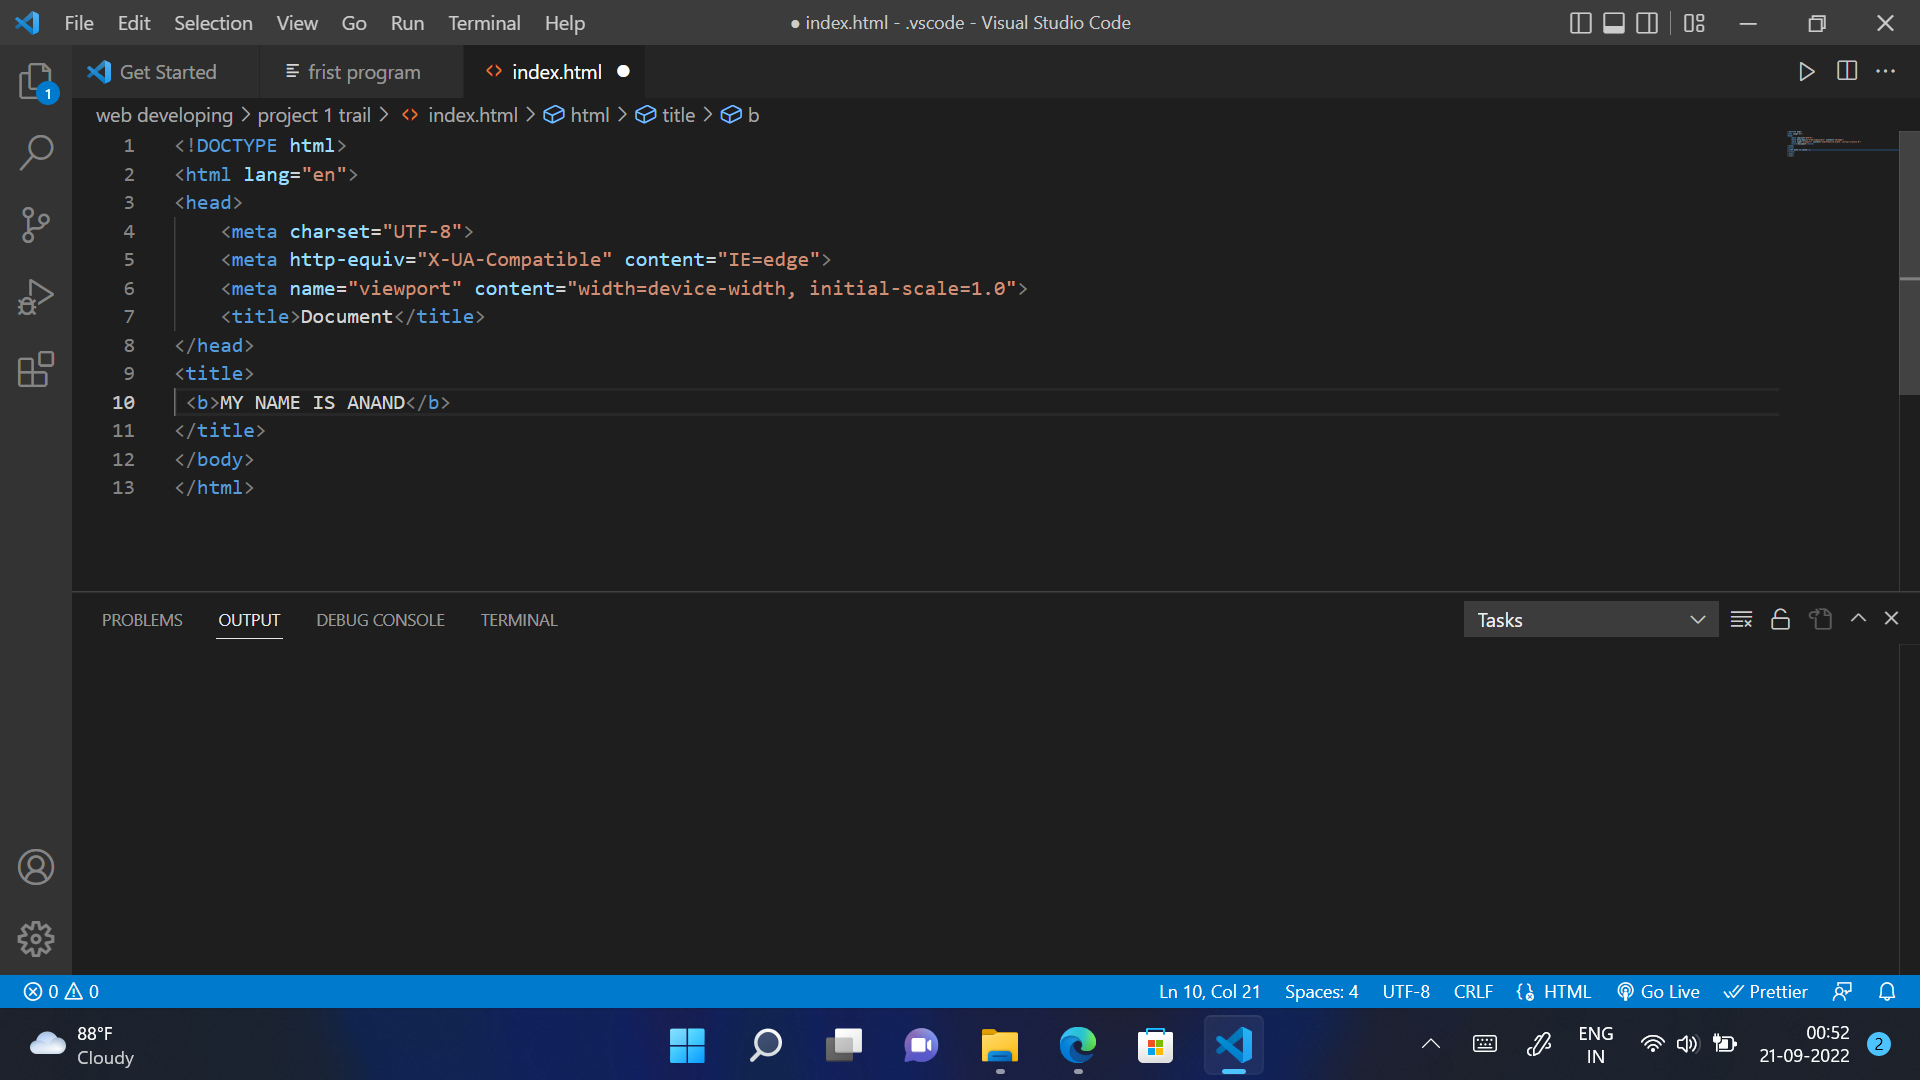 File Edit Selection View Go Run Terminal Help ● index.html - .vscode - Visual Studio Code
Get Started frist program index.html
1
web developing > project 1 trail > index.html > html > title > b
1 <!DOCTYPE html>
2 <html lang="en">
3 <head>
4 <meta charset="UTF-8">
5 <meta http-equiv="X-UA-Compatible" content="IE=edge">
6 <meta name="viewport" content="width=device-width, initial-scale=1.0">
7 <title>Document</title>
8 </head>
9 <title>
10 <b>MY NAME IS ANAND</b>
11 </title>
12 </body>
13 </html>
PROBLEMS OUTPUT DEBUG CONSOLE TERMINAL Tasks
0 0 Ln 10, Col 21 Spaces: 4 UTF-8 CRLF HTML Go Live Prettier
88°F ENG 00:52
Cloudy IN 21-09-2022 2